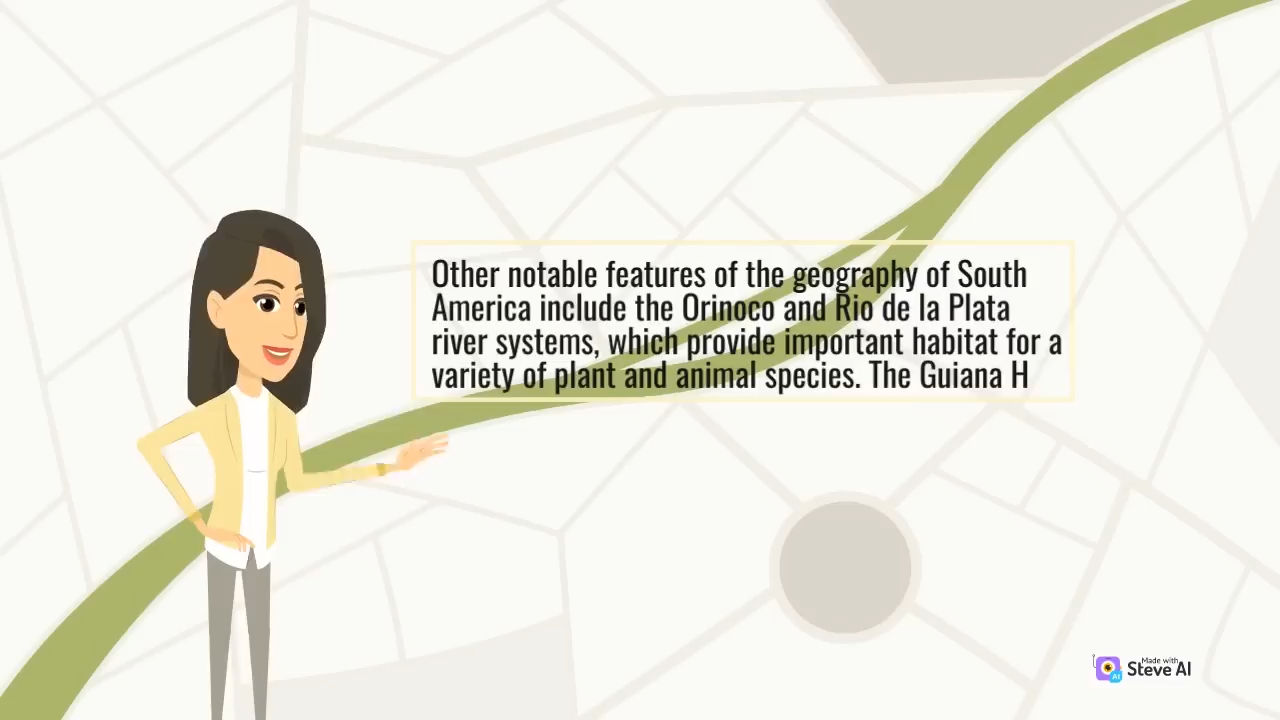 Other notable features of the geography of South
America include the Orinoco and Rio de la Plata
river systems, which provide important habitat for a
variety of plant and animal species. The Guiana H
Made with
AI
Steve AI